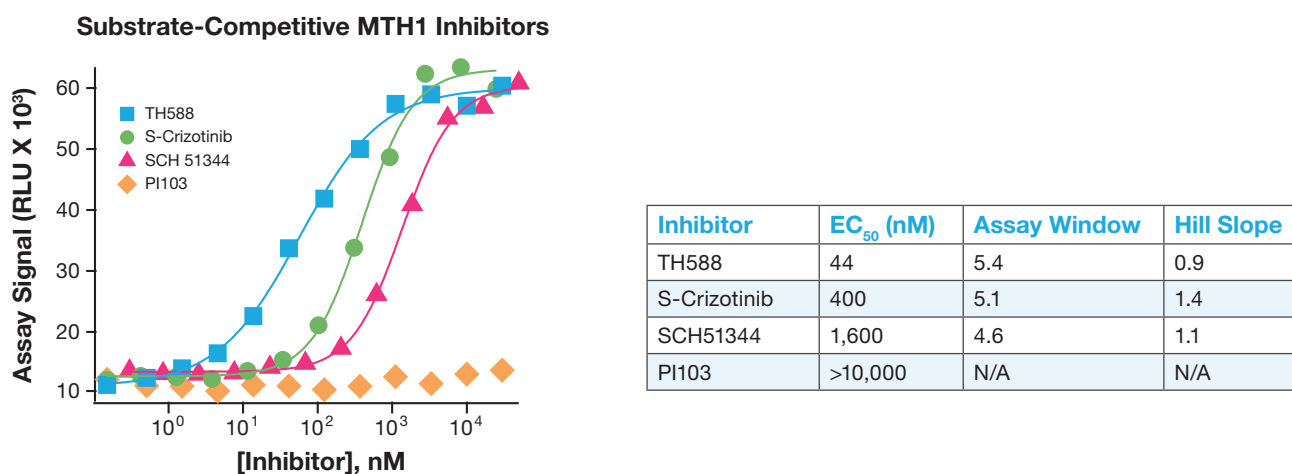 Substrate-Competitive MTH1 Inhibitors
Assay Signal (RLU X 10³)
60
50
40
30
20
10
TH588
S-Crizotinib
SCH 51344
PI103
10⁰ 10¹ 10² 10³ 10⁴
[Inhibitor], nM
Inhibitor EC₅₀ (nM) Assay Window Hill Slope
TH588 44 5.4 0.9
S-Crizotinib 400 5.1 1.4
SCH51344 1,600 4.6 1.1
PI103 >10,000 N/A N/A